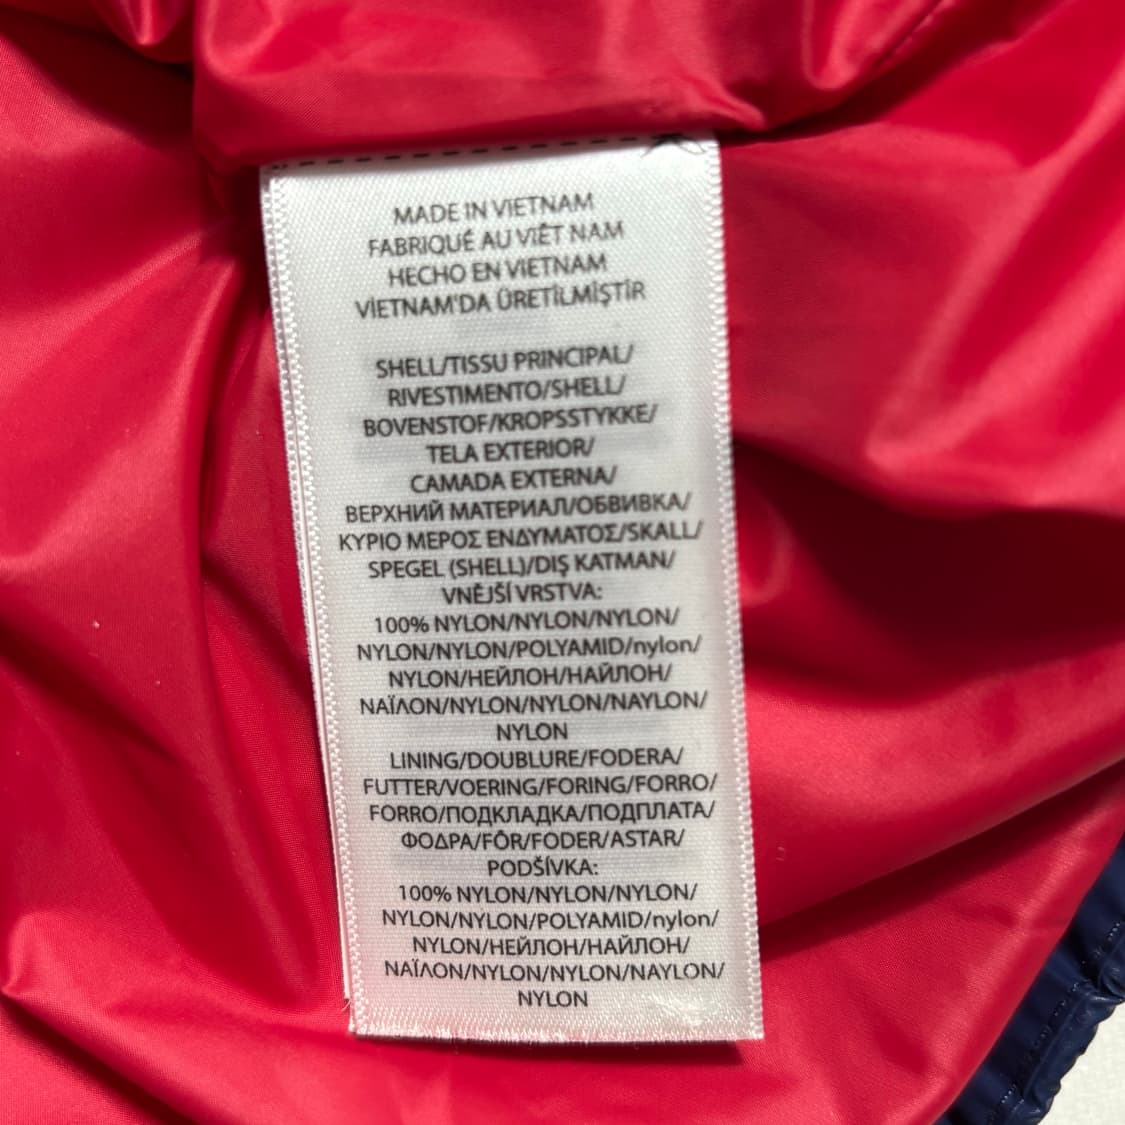 MADE IN VIETNAM
FABRIQUÉ AU VIÊT NAM
HECHO EN VIETNAM
VİETNAM'DA ÜRETİLMİŞTİR
SHELL/TISSU PRINCIPAL/
RIVESTIMENTO/SHELL/
BOVENSTOF/KROPSSTYKKE/
TELA EXTERIOR/
CAMADA EXTERNA/
ВЕРХНИЙ МАТЕРИАЛ/ОБВИВКА/
ΚΥΡΙΟ ΜΕΡΟΣ ΕΝΔΥΜΑΤΟΣ/SKALL/
SPEGEL (SHELL)/DIŞ KATMAN/
VNĚJŠÍ VRSTVA:
100% NYLON/NYLON/NYLON/
NYLON/NYLON/POLYAMID/nylon/
NYLON/НЕЙЛОН/НАЙЛОН/
ΝΑΪΛΟΝ/NYLON/NYLON/NAYLON/
NYLON
LINING/DOUBLURE/FODERA/
FUTTER/VOERING/FORING/FORRO/
FORRO/ПОДКЛАДКА/ПОДПЛАТА/
ΦΟΔΡΑ/FÔR/FODER/ASTAR/
PODŠÍVKA:
100% NYLON/NYLON/NYLON/
NYLON/NYLON/POLYAMID/nylon/
NYLON/НЕЙЛОН/НАЙЛОН/
ΝΑΪΛΟΝ/NYLON/NYLON/NAYLON/
NYLON